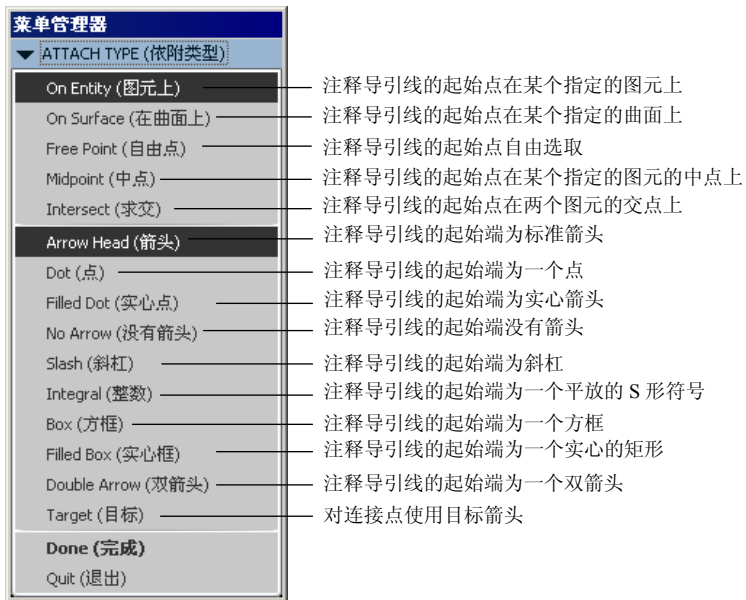 菜单管理器
ATTACH TYPE (依附类型)
On Entity (图元上) 注释导引线的起始点在某个指定的图元上
On Surface (在曲面上) 注释导引线的起始点在某个指定的曲面上
Free Point (自由点) 注释导引线的起始点自由选取
Midpoint (中点) 注释导引线的起始点在某个指定的图元的中点上
Intersect (求交) 注释导引线的起始点在两个图元的交点上
Arrow Head (箭头) 注释导引线的起始端为标准箭头
Dot (点) 注释导引线的起始端为一个点
Filled Dot (实心点) 注释导引线的起始端为实心箭头
No Arrow (没有箭头) 注释导引线的起始端没有箭头
Slash (斜杠) 注释导引线的起始端为斜杠
Integral (整数) 注释导引线的起始端为一个平放的 S 形符号
Box (方框) 注释导引线的起始端为一个方框
Filled Box (实心框) 注释导引线的起始端为一个实心的矩形
Double Arrow (双箭头) 注释导引线的起始端为一个双箭头
Target (目标) 对连接点使用目标箭头
Done (完成)
Quit (退出)